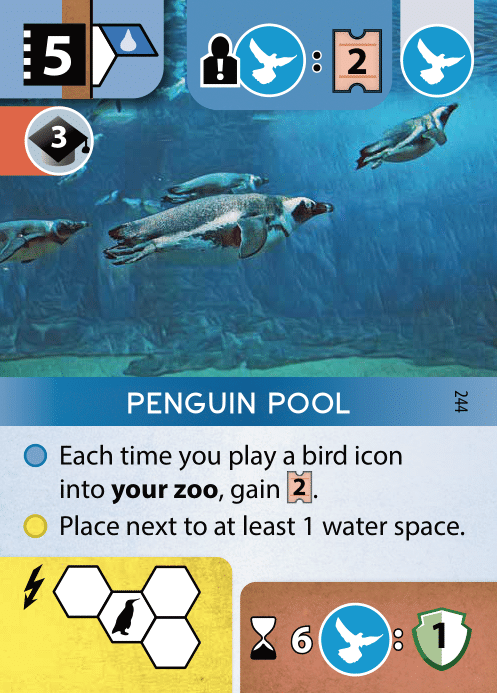 5
: 2
3
PENGUIN POOL
244
Each time you play a bird icon
into your zoo, gain 2.
Place next to at least 1 water space.
!
6 : 1